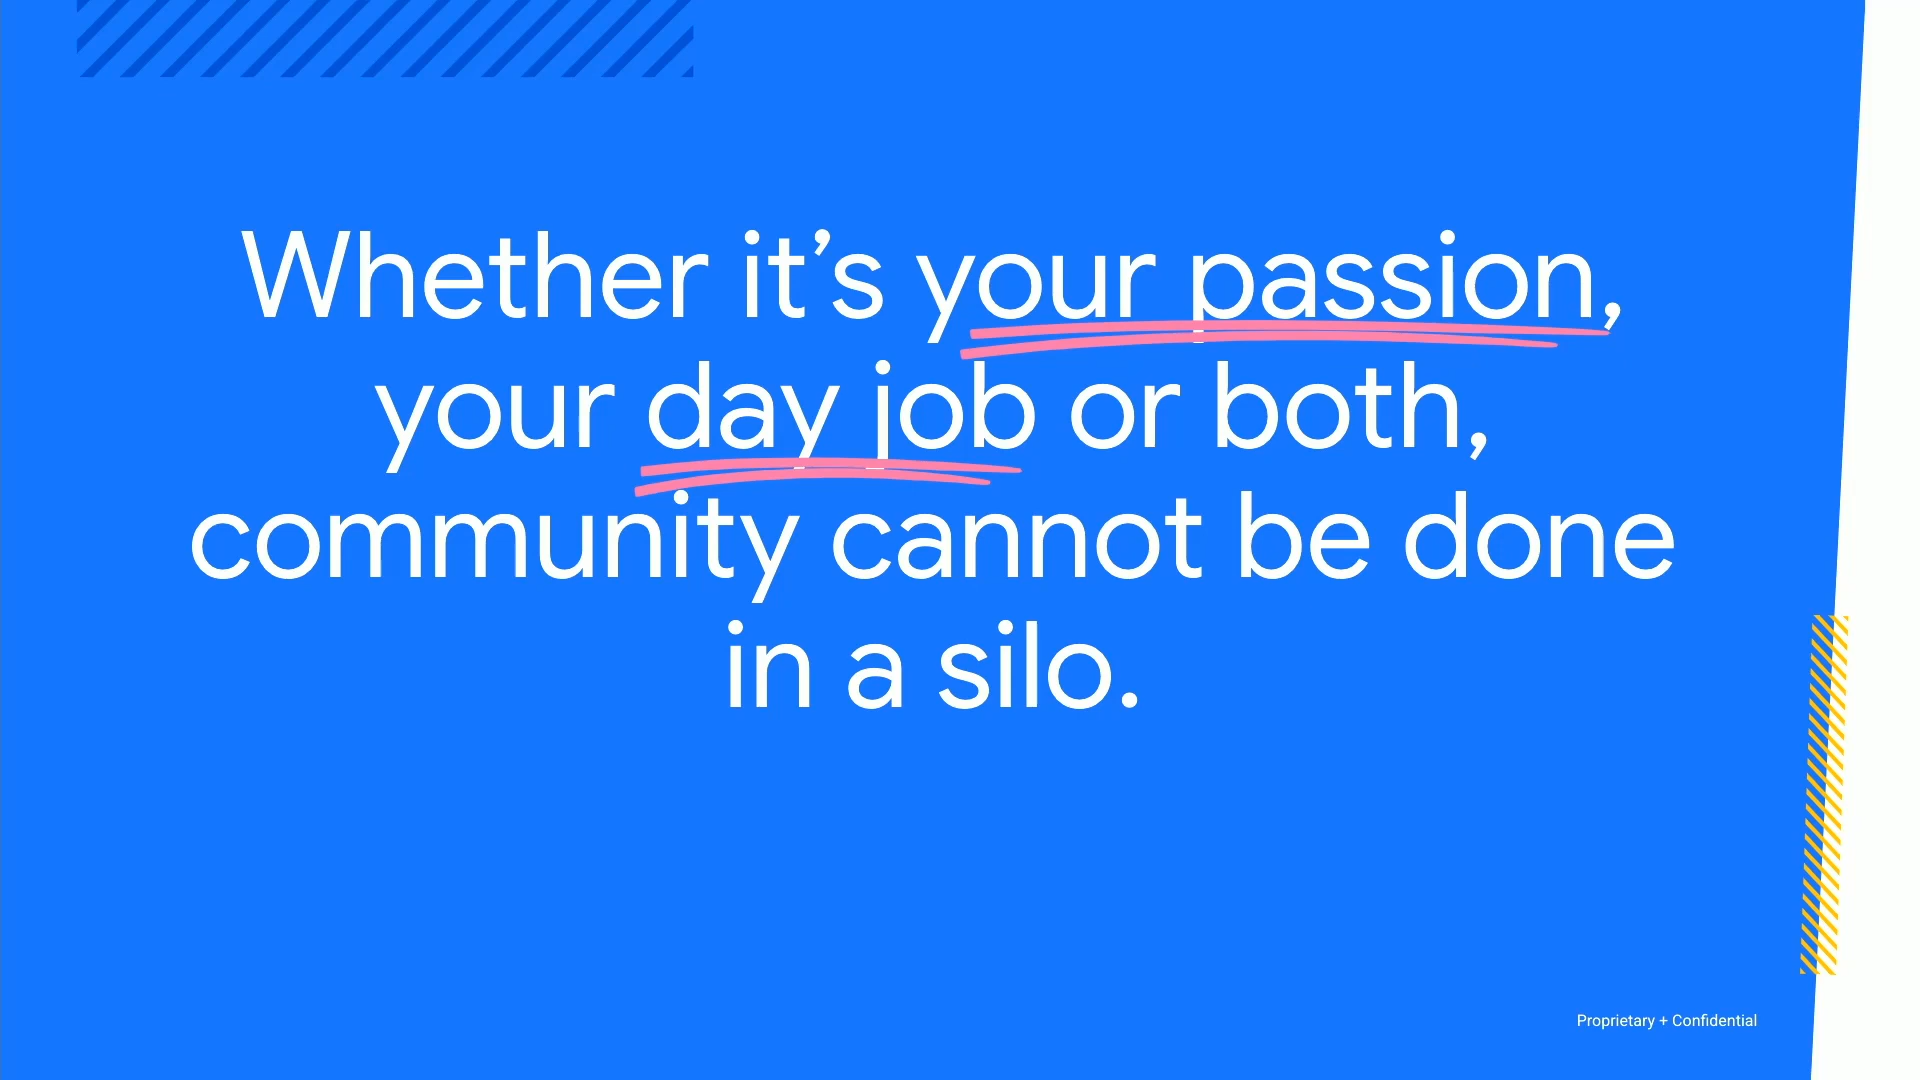 Whether it’s your passion,
your day job or both,
community cannot be done
in a silo.
Proprietary + Confidential